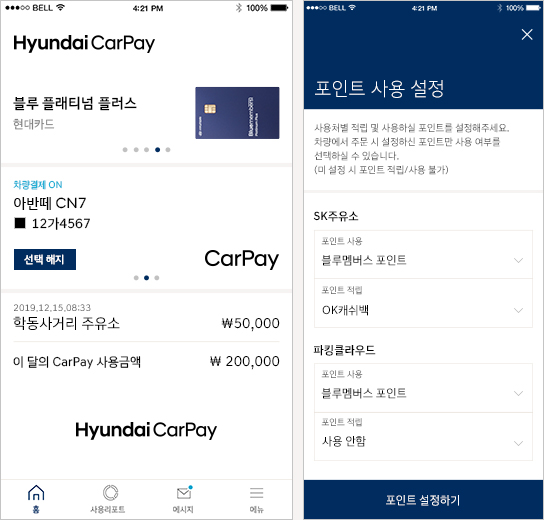 BELL 4:21 PM 100%
Hyundai CarPay
블루 플래티넘 플러스
현대카드
Bluemembers
차량결제 ON
아반떼 CN7
12가4567
선택 해지
CarPay
2019,12,15,08:33
학동사거리 주유소 ₩50,000
이 달의 CarPay 사용금액 ₩ 200,000
Hyundai CarPay
홈 사용리포트 메시지 메뉴
BELL 4:21 PM 100%
포인트 사용 설정
사용처별 적립 및 사용하실 포인트를 설정해주세요.
차량에서 주문 시 설정하신 포인트만 사용 여부를
선택하실 수 있습니다.
(미 설정 시 포인트 적립/사용 불가)
SK주유소
포인트 사용
블루멤버스 포인트
포인트 적립
OK캐쉬백
파킹클라우드
포인트 사용
블루멤버스 포인트
포인트 적립
사용 안함
포인트 설정하기